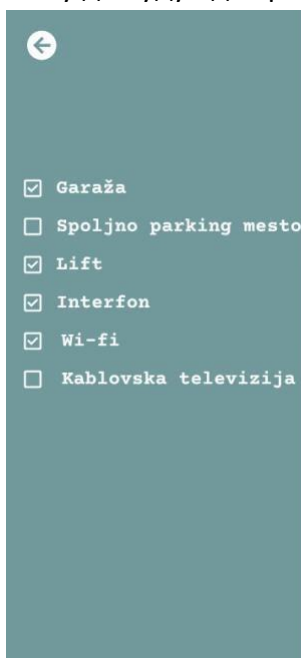 Garaža
Spoljno parking mesto
Lift
Interfon
Wi-fi
Kablovska televizija